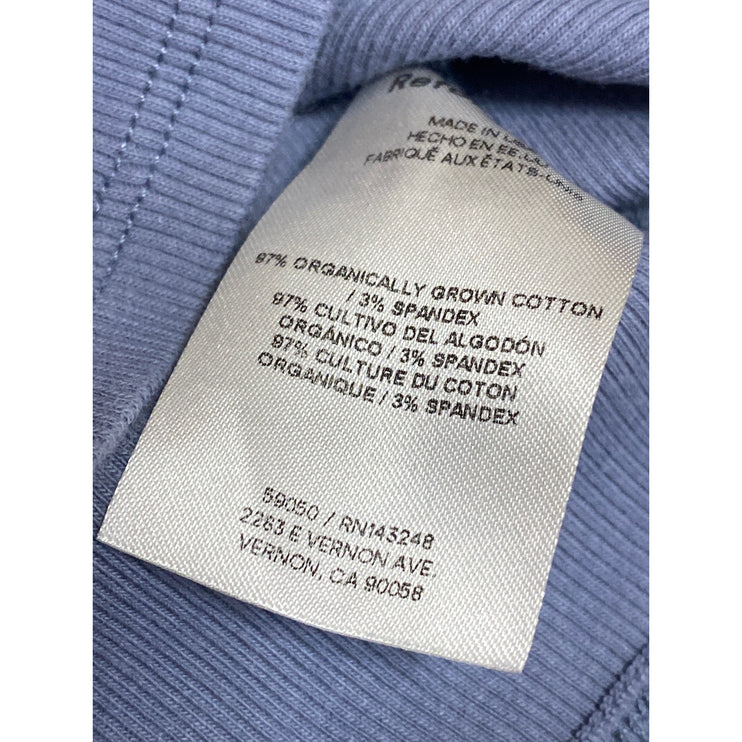 MADE IN
HECHO EN EE.
FABRIQUÉ AUX ÉTATS-UNIS
97% ORGANICALLY GROWN COTTON
/ 3% SPANDEX
97% CULTIVO DEL ALGODÓN
ORGÁNICO / 3% SPANDEX
97% CULTURE DU COTON
ORGANIQUE / 3% SPANDEX
59050 / RN143248
2263 E VERNON AVE.
VERNON, CA 90058